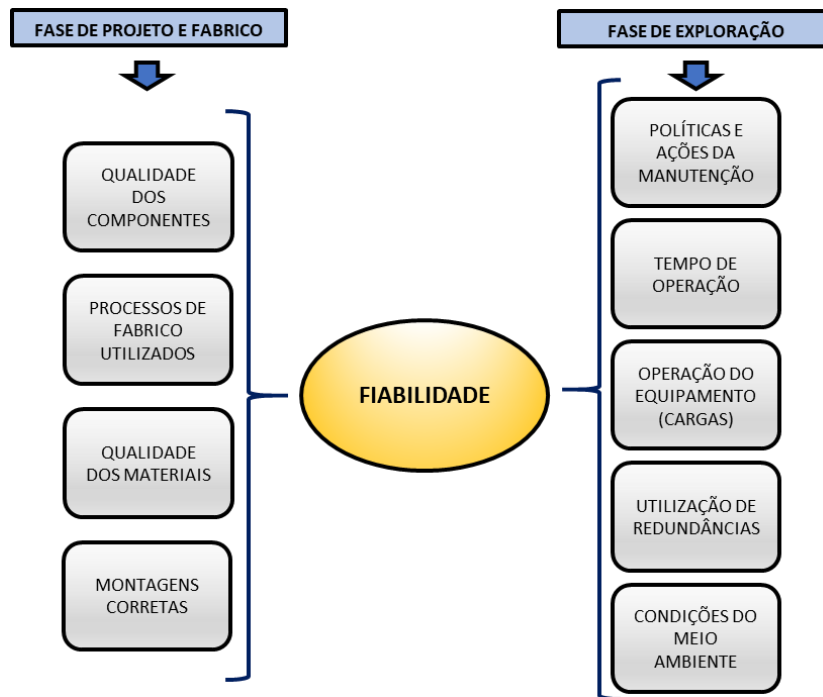 FASE DE PROJETO E FABRICO
QUALIDADE
DOS
COMPONENTES
PROCESSOS DE
FABRICO
UTILIZADOS
QUALIDADE
DOS MATERIAIS
MONTAGENS
CORRETAS
FIABILIDADE
FASE DE EXPLORAÇÃO
POLÍTICAS E
AÇÕES DA
MANUTENÇÃO
TEMPO DE
OPERAÇÃO
OPERAÇÃO DO
EQUIPAMENTO
(CARGAS)
UTILIZAÇÃO DE
REDUNDÂNCIAS
CONDIÇÕES DO
MEIO
AMBIENTE